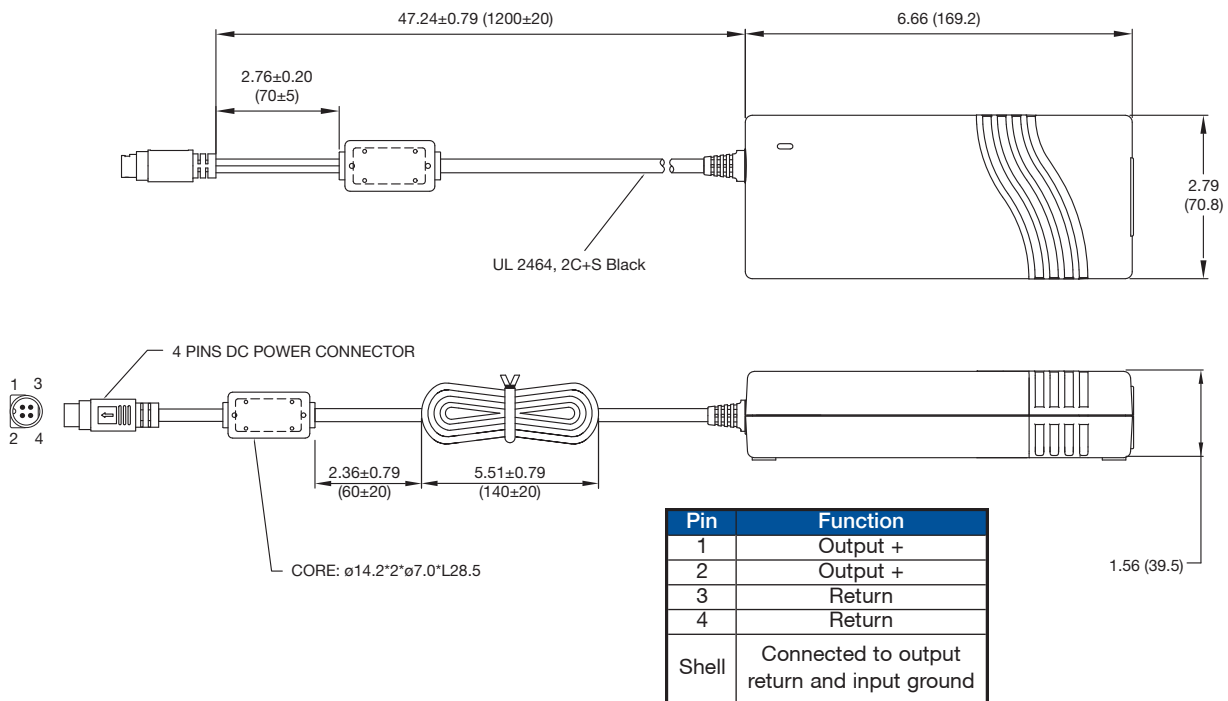 47.24±0.79 (1200±20)
6.66 (169.2)
2.76±0.20
(70±5)
2.79
(70.8)
UL 2464, 2C+S Black
4 PINS DC POWER CONNECTOR
1 3
2 4
2.36±0.79
(60±20)
5.51±0.79
(140±20)
CORE: ø14.2*2*ø7.0*L28.5
1.56 (39.5)
Pin Function
1 Output +
2 Output +
3 Return
4 Return
Shell Connected to output
return and input ground